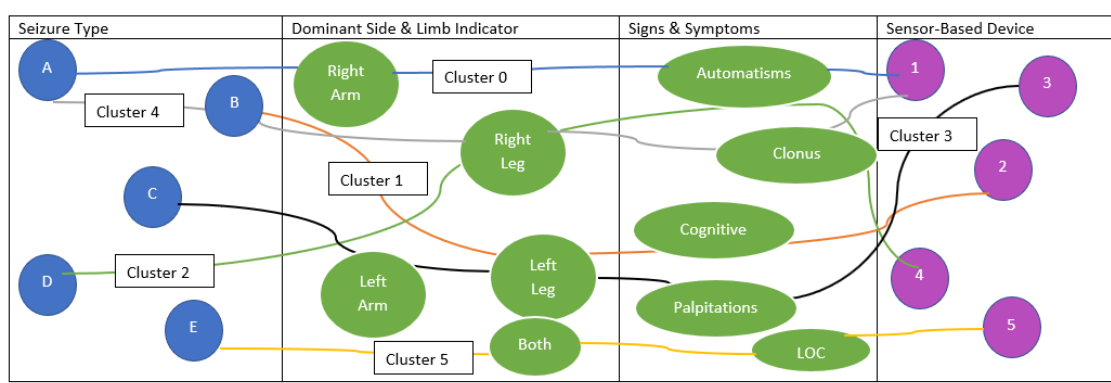 Seizure Type
Dominant Side & Limb Indicator
Signs & Symptoms
Sensor-Based Device
A
B
C
D
E
Cluster 4
Cluster 2
Right
Arm
Cluster 0
Right
Leg
Cluster 1
Left
Arm
Left
Leg
Both
Cluster 5
Automatisms
Clonus
Cognitive
Palpitations
LOC
1
3
Cluster 3
2
4
5